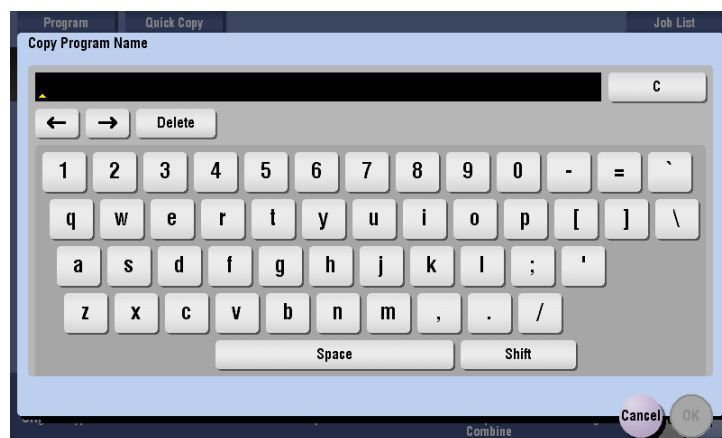 Program Quick Copy Job List
Copy Program Name
C
← → Delete
1 2 3 4 5 6 7 8 9 0 - = `
q w e r t y u i o p [ ] \
a s d f g h j k l ; '
z x c v b n m , . /
Space Shift
Cancel OK
Combine